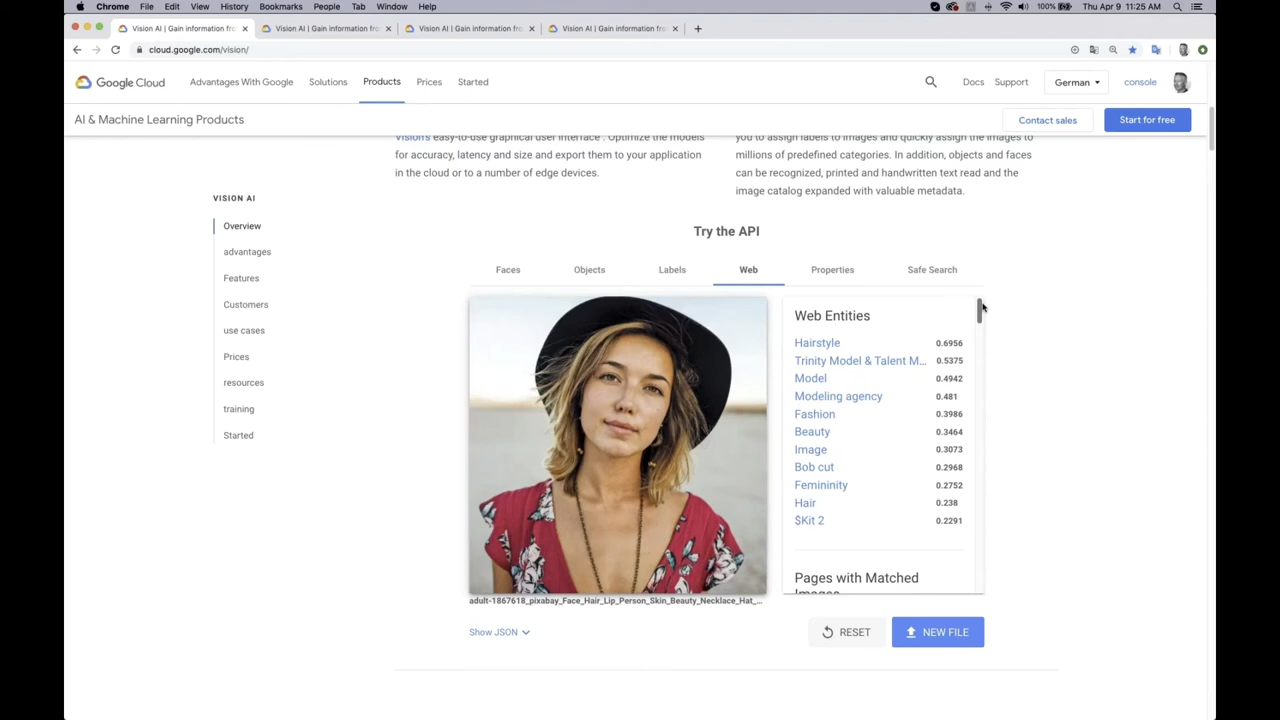 Chrome File Edit View History Bookmarks People Tab Window Help 100% Thu Apr 9 11:25 AM
Vision AI | Gain information from Vision AI | Gain information fro Vision AI | Gain information fro Vision AI | Gain information from
cloud.google.com/vision/
Google Cloud Advantages With Google Solutions Products Prices Started Docs Support German console
AI & Machine Learning Products Contact sales Start for free
Vision's easy-to-use graphical user interface . Optimize the models
for accuracy, latency and size and export them to your application
in the cloud or to a number of edge devices.
you to assign labels to images and quickly assign the images to
millions of predefined categories. In addition, objects and faces
can be recognized, printed and handwritten text read and the
image catalog expanded with valuable metadata.
VISION AI
Overview
advantages
Features
Customers
use cases
Prices
resources
training
Started
Try the API
Faces Objects Labels Web Properties Safe Search
Web Entities
Hairstyle 0.6956
Trinity Model & Talent M... 0.5375
Model 0.4942
Modeling agency 0.481
Fashion 0.3986
Beauty 0.3464
Image 0.3073
Bob cut 0.2968
Femininity 0.2752
Hair 0.238
$Kit 2 0.2291
Pages with Matched
Images
adult-1867618_pixabay_Face_Hair_Lip_Person_Skin_Beauty_Necklace_Hat_...
Show JSON RESET NEW FILE